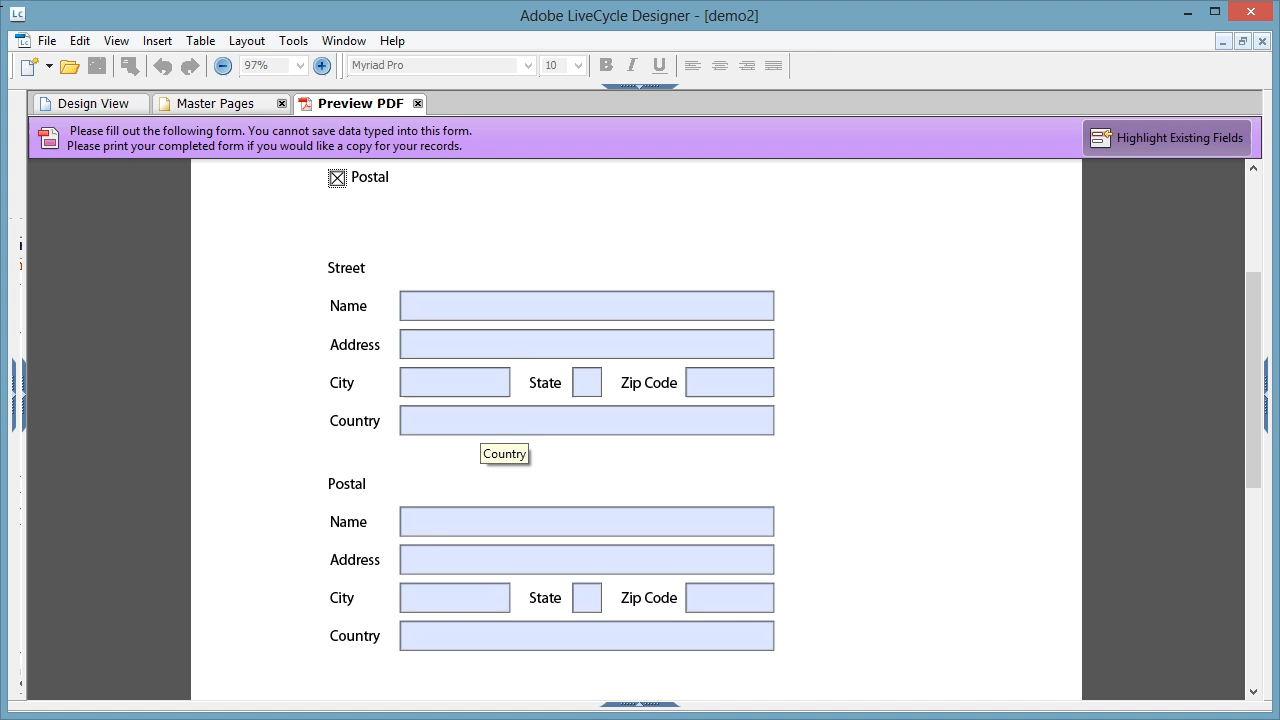 Lc Adobe LiveCycle Designer - [demo2]
Lc File Edit View Insert Table Layout Tools Window Help
97% Myriad Pro 10 B I U
Design View Master Pages Preview PDF
Please fill out the following form. You cannot save data typed into this form.
Please print your completed form if you would like a copy for your records.
Highlight Existing Fields
Postal
Street
Name
Address
City State Zip Code
Country
Country
Postal
Name
Address
City State Zip Code
Country